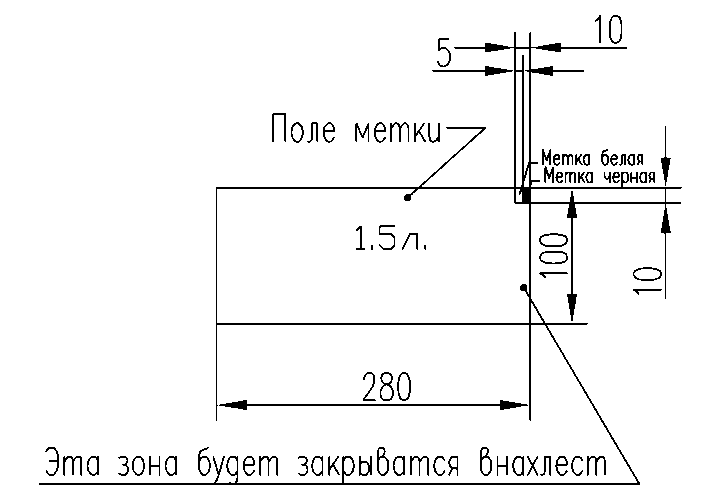 10
5
Поле метки
Метка белая
Метка черная
1.5л.
100
10
280
Эта зона будет закрыватся внахлест